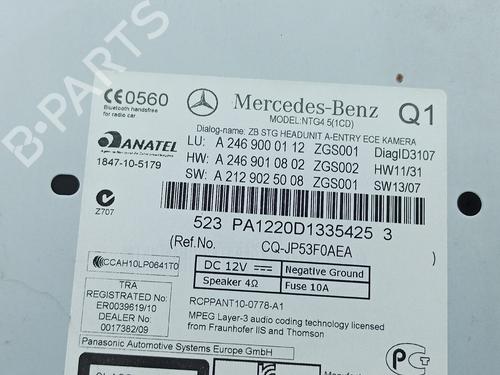 CE0560
Bluetooth handsfree
for radio car
Mercedes-Benz
MODEL:NTG4 5(1CD)
Q1
Dialog-name: ZB STG HEADUNIT A-ENTRY ECE KAMERA
LU: A 246 900 01 12 ZGS001 DiagID3107
HW: A 246 901 08 02 ZGS002 HW11/31
SW: A 212 902 50 08 ZGS001 SW13/07
ANATEL
1847-10-5179
Z707
523 PA1220D1335425 3
(Ref.No. CQ-JP53F0AEA )
CCAH10LP0641T0
DC 12V Negative Ground
Speaker 4Ω Fuse 10A
TRA
REGISTRATED No:
ER0039619/10
DEALER No:
0017382/09
RCPPANT10-0778-A1
MPEG Layer-3 audio coding technology licensed
from Fraunhofer IIS and Thomson
Panasonic Automotive Systems Europe GmbH
B-PARTS